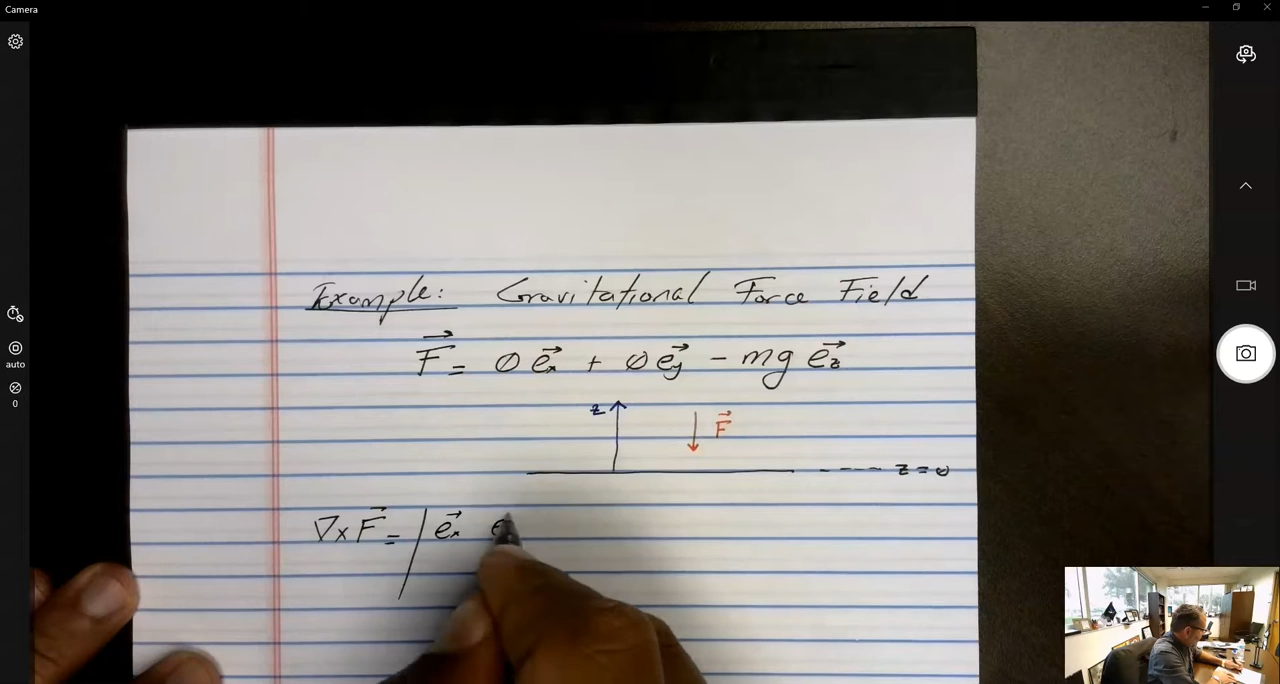 Camera
auto
0
Example: Gravitational Force Field
F⃗ = 0 e⃗x + 0 e⃗y - mg e⃗z
z F⃗
z = 0
∇×F⃗ = | e⃗x e